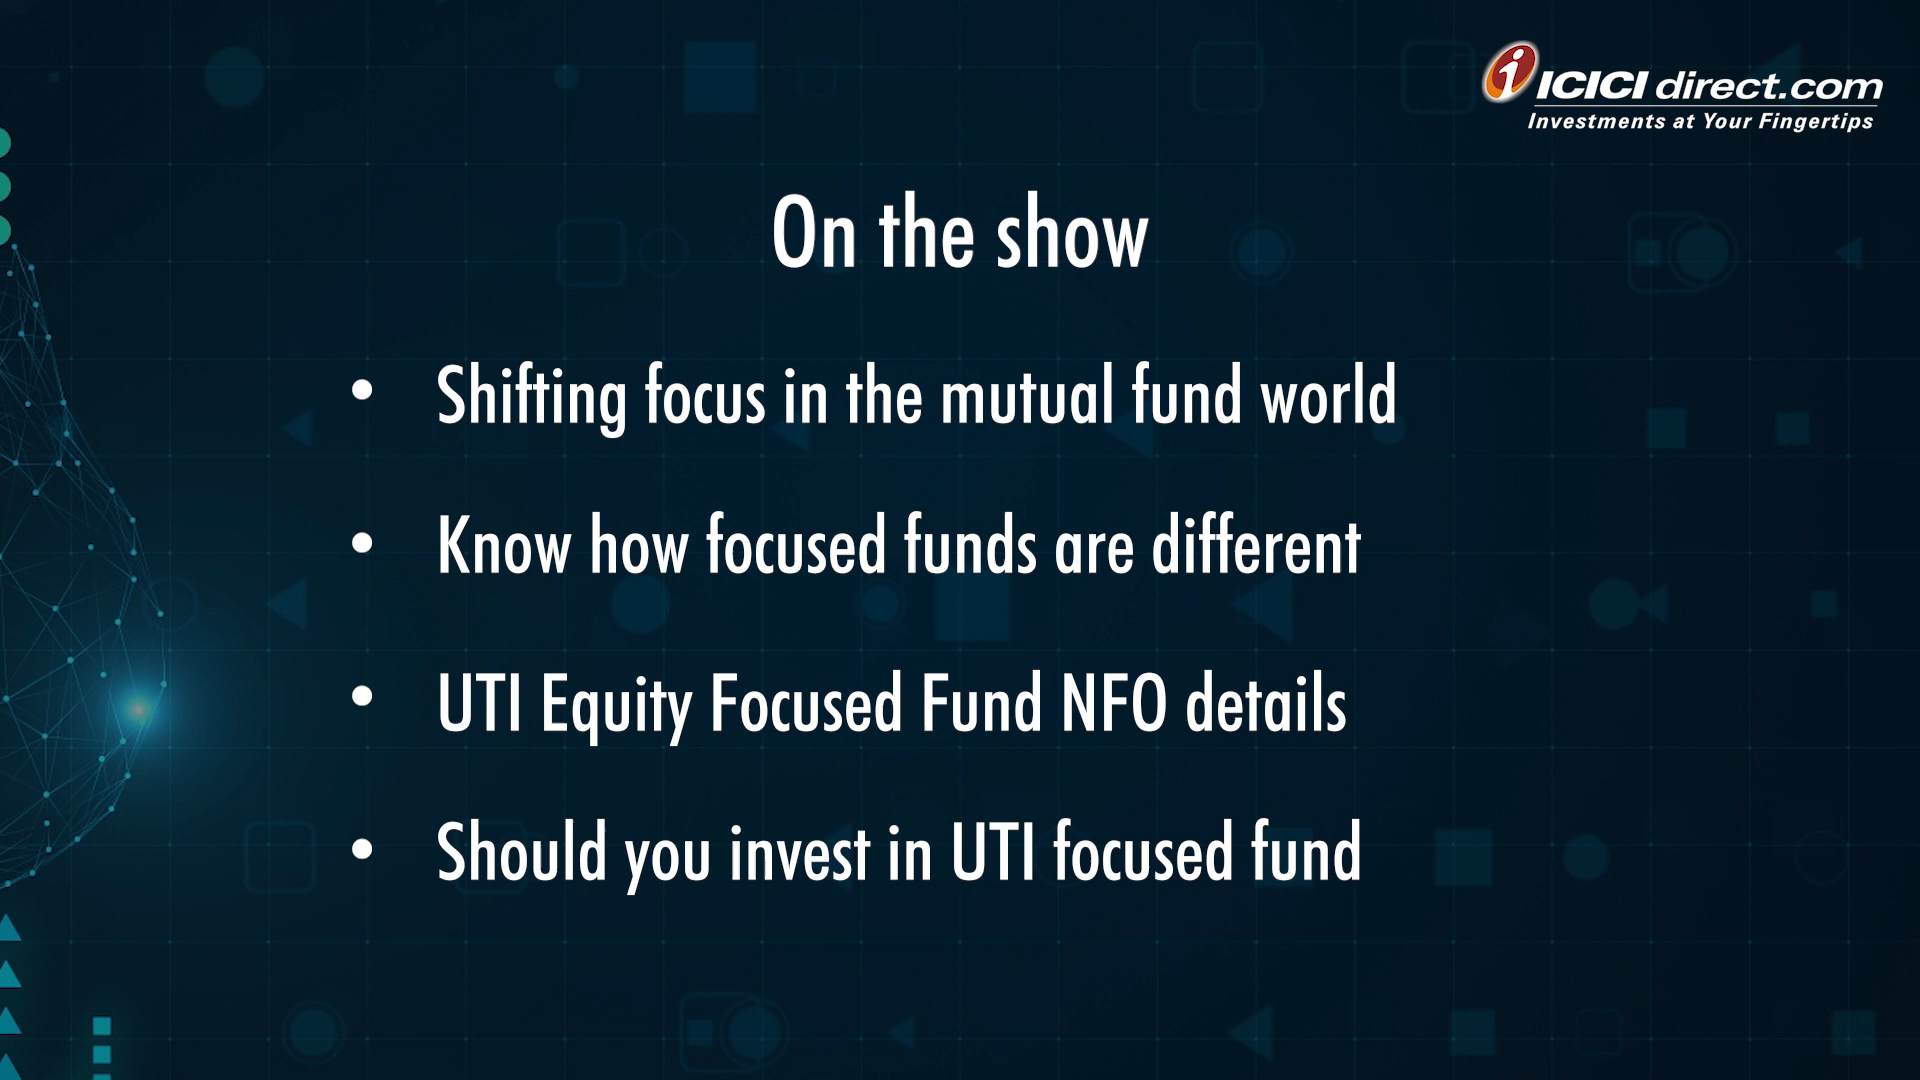 ICICI direct.com
Investments at Your Fingertips
On the show
• Shifting focus in the mutual fund world
• Know how focused funds are different
• UTI Equity Focused Fund NFO details
• Should you invest in UTI focused fund